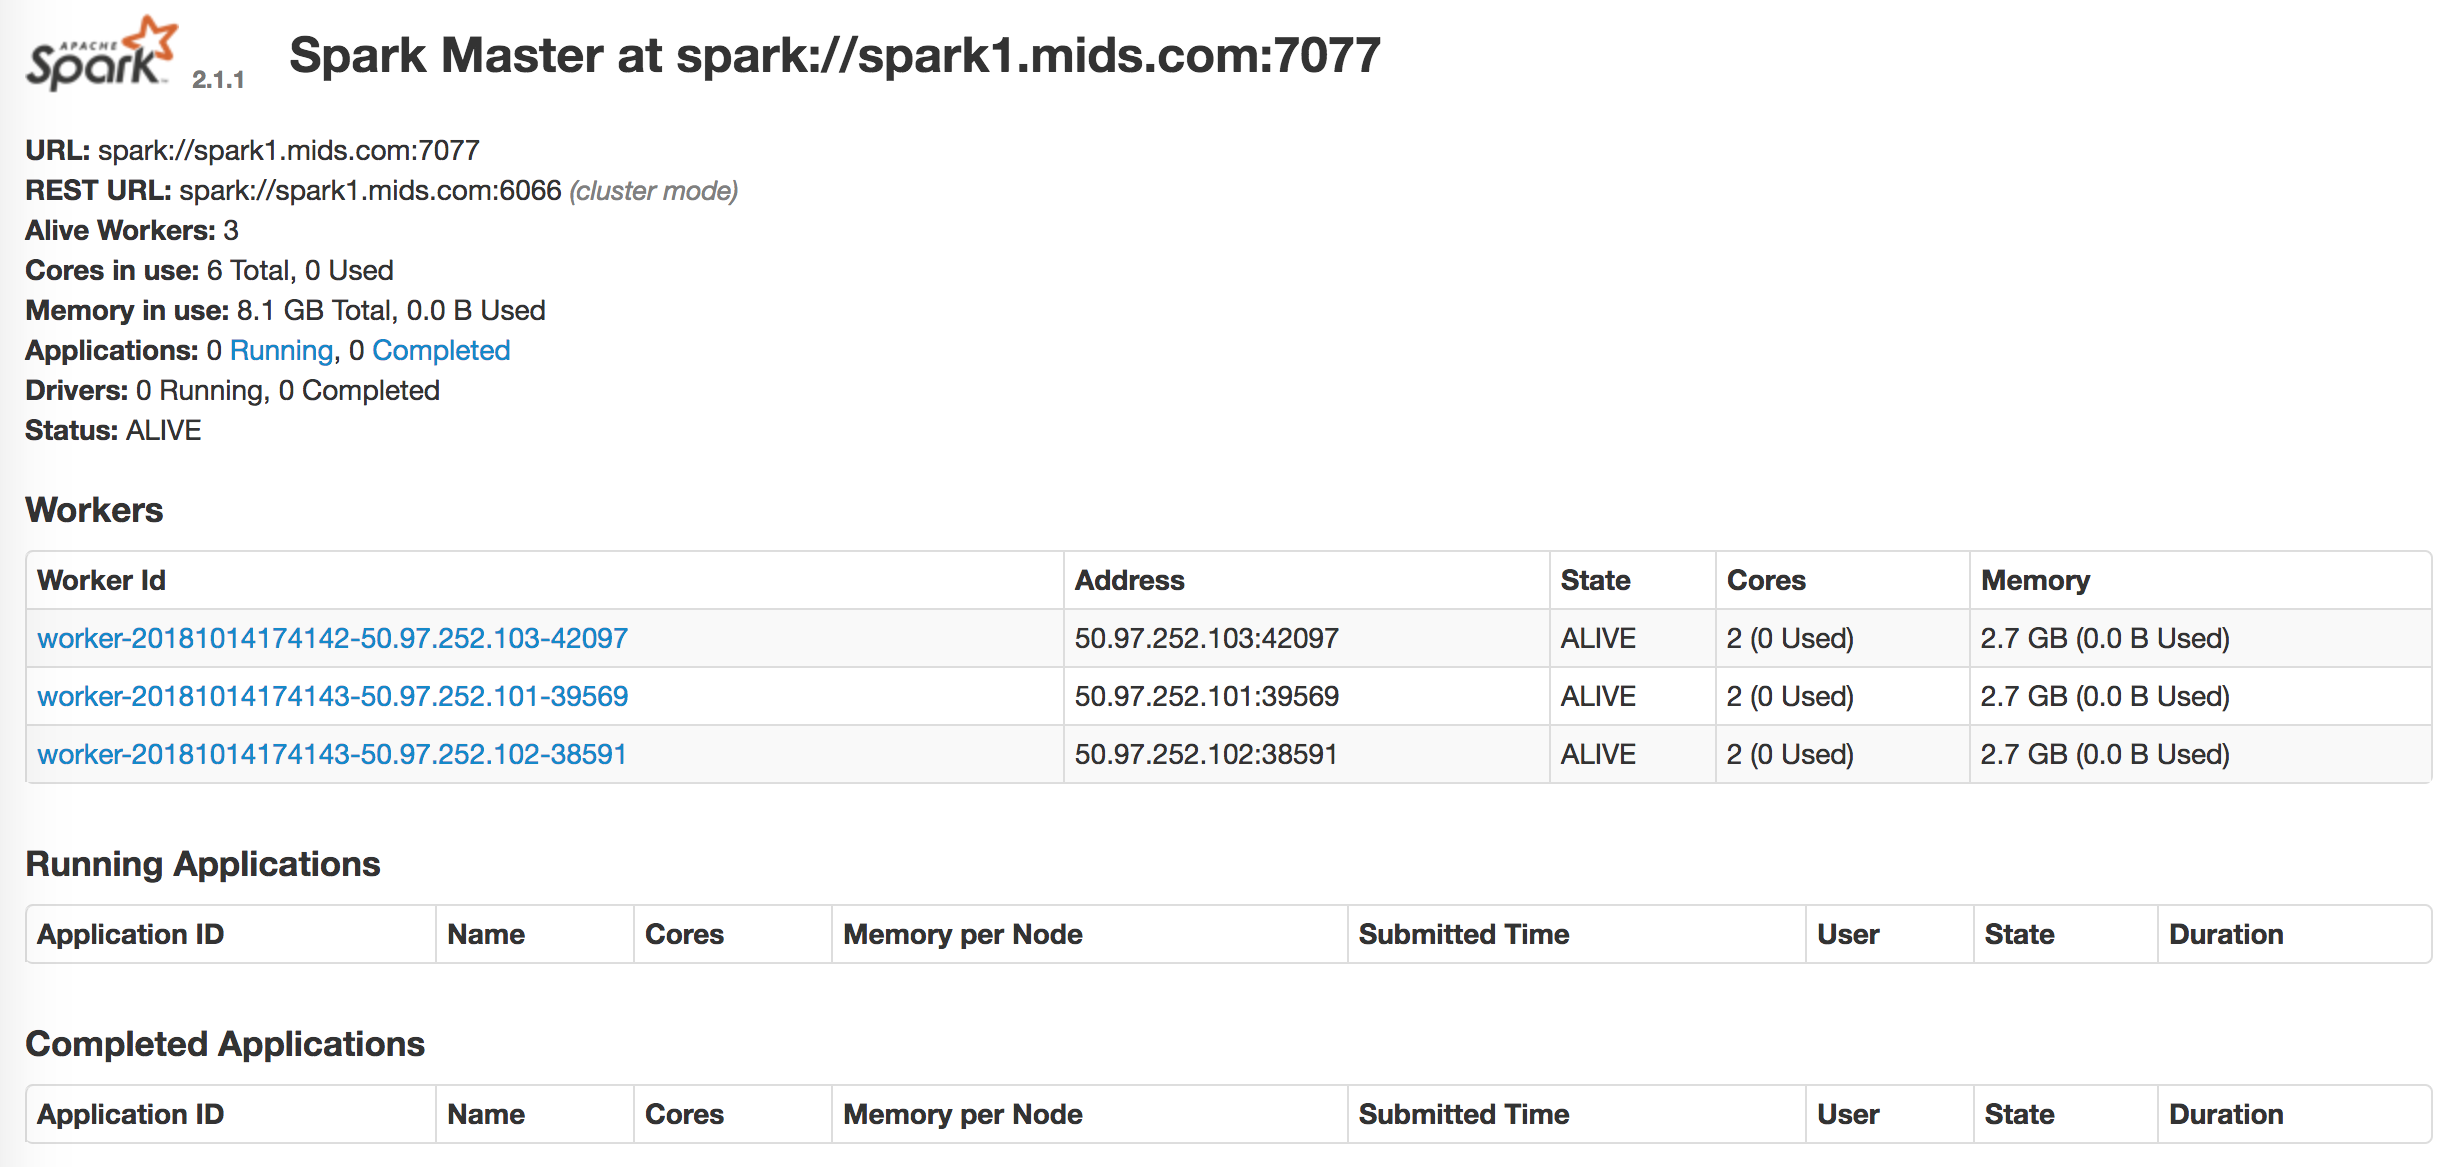 APACHE
Spark™ 2.1.1 Spark Master at spark://spark1.mids.com:7077
URL: spark://spark1.mids.com:7077
REST URL: spark://spark1.mids.com:6066 (cluster mode)
Alive Workers: 3
Cores in use: 6 Total, 0 Used
Memory in use: 8.1 GB Total, 0.0 B Used
Applications: 0 Running, 0 Completed
Drivers: 0 Running, 0 Completed
Status: ALIVE
Workers
Worker Id Address State Cores Memory
worker-20181014174142-50.97.252.103-42097 50.97.252.103:42097 ALIVE 2 (0 Used) 2.7 GB (0.0 B Used)
worker-20181014174143-50.97.252.101-39569 50.97.252.101:39569 ALIVE 2 (0 Used) 2.7 GB (0.0 B Used)
worker-20181014174143-50.97.252.102-38591 50.97.252.102:38591 ALIVE 2 (0 Used) 2.7 GB (0.0 B Used)
Running Applications
Application ID Name Cores Memory per Node Submitted Time User State Duration
Completed Applications
Application ID Name Cores Memory per Node Submitted Time User State Duration